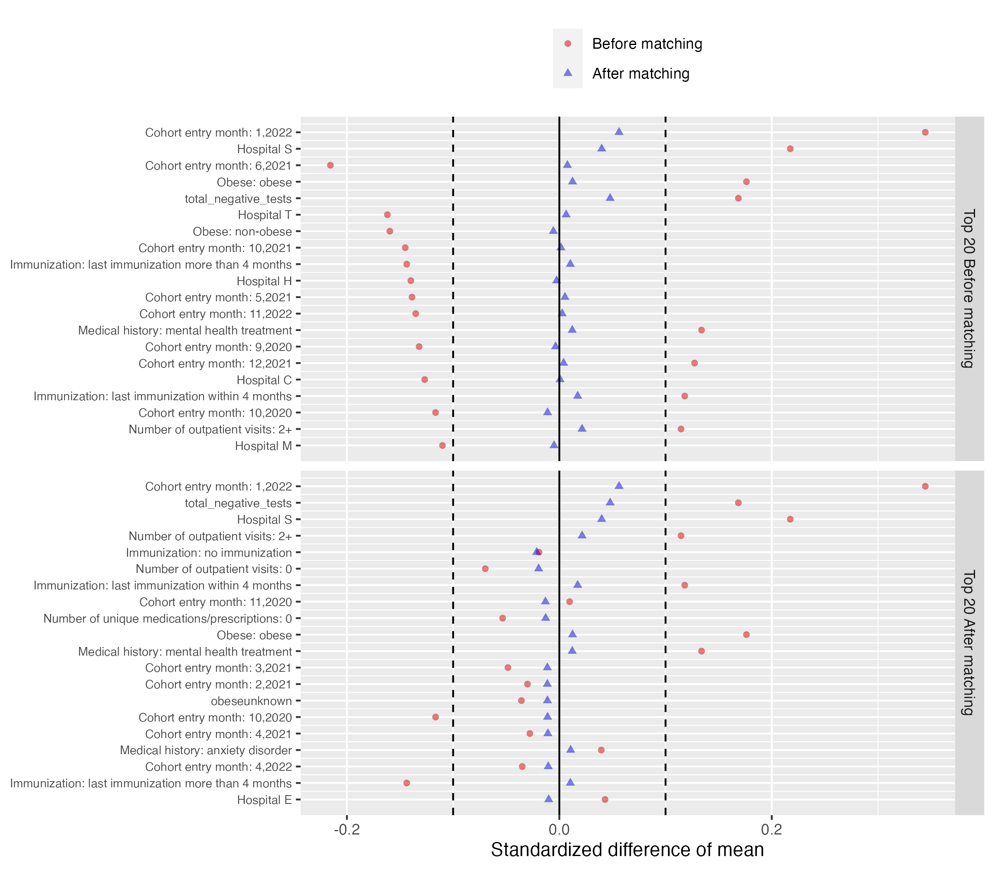 Before matching
After matching
Cohort entry month: 1,2022
Hospital S
Cohort entry month: 6,2021
Obese: obese
total_negative_tests
Hospital T
Obese: non-obese
Cohort entry month: 10,2021
Immunization: last immunization more than 4 months
Hospital H
Cohort entry month: 5,2021
Cohort entry month: 11,2022
Medical history: mental health treatment
Cohort entry month: 9,2020
Cohort entry month: 12,2021
Hospital C
Immunization: last immunization within 4 months
Cohort entry month: 10,2020
Number of outpatient visits: 2+
Hospital M
Top 20 Before matching
Cohort entry month: 1,2022
total_negative_tests
Hospital S
Number of outpatient visits: 2+
Immunization: no immunization
Number of outpatient visits: 0
Immunization: last immunization within 4 months
Cohort entry month: 11,2020
Number of unique medications/prescriptions: 0
Obese: obese
Medical history: mental health treatment
Cohort entry month: 3,2021
Cohort entry month: 2,2021
obeseunknown
Cohort entry month: 10,2020
Cohort entry month: 4,2021
Medical history: anxiety disorder
Cohort entry month: 4,2022
Immunization: last immunization more than 4 months
Hospital E
Top 20 After matching
-0.2 0.0 0.2
Standardized difference of mean